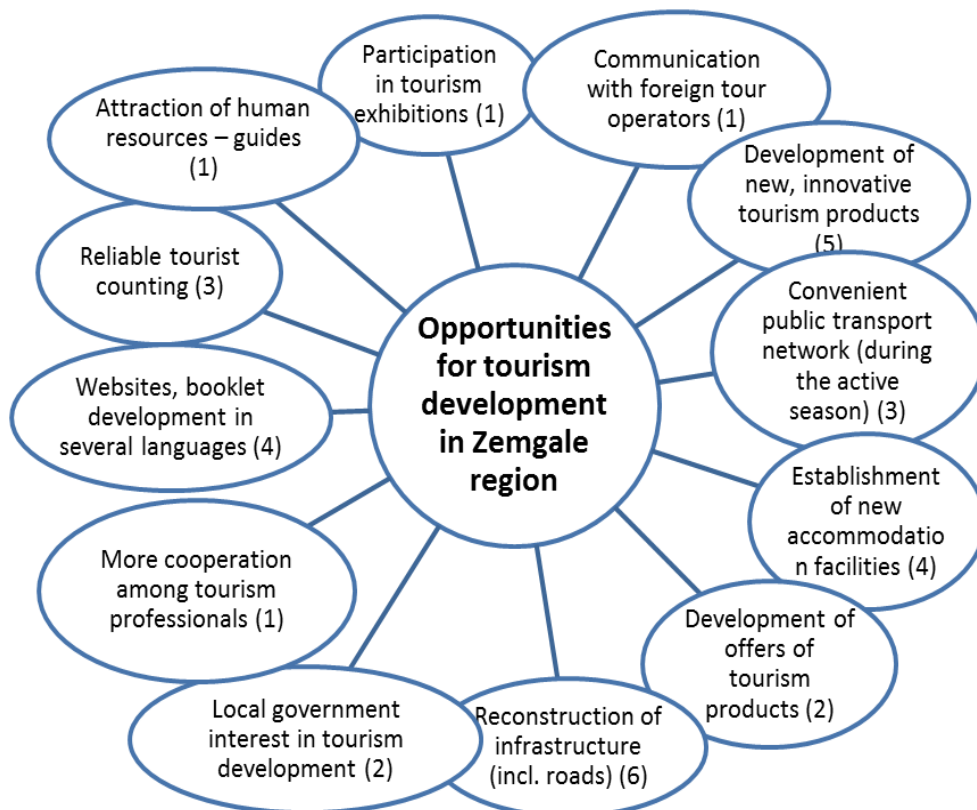 Participation
in tourism
exhibitions (1)
Communication
with foreign tour
operators (1)
Development of
new, innovative
tourism products
(5)
Convenient
public transport
network (during
the active
season) (3)
Establishment
of new
accommodatio
n facilities (4)
Development of
offers of
tourism
products (2)
Reconstruction of
infrastructure
(incl. roads) (6)
Local government
interest in tourism
development (2)
More cooperation
among tourism
professionals (1)
Websites, booklet
development in
several languages (4)
Reliable tourist
counting (3)
Attraction of human
resources – guides
(1)
Opportunities
for tourism
development
in Zemgale
region